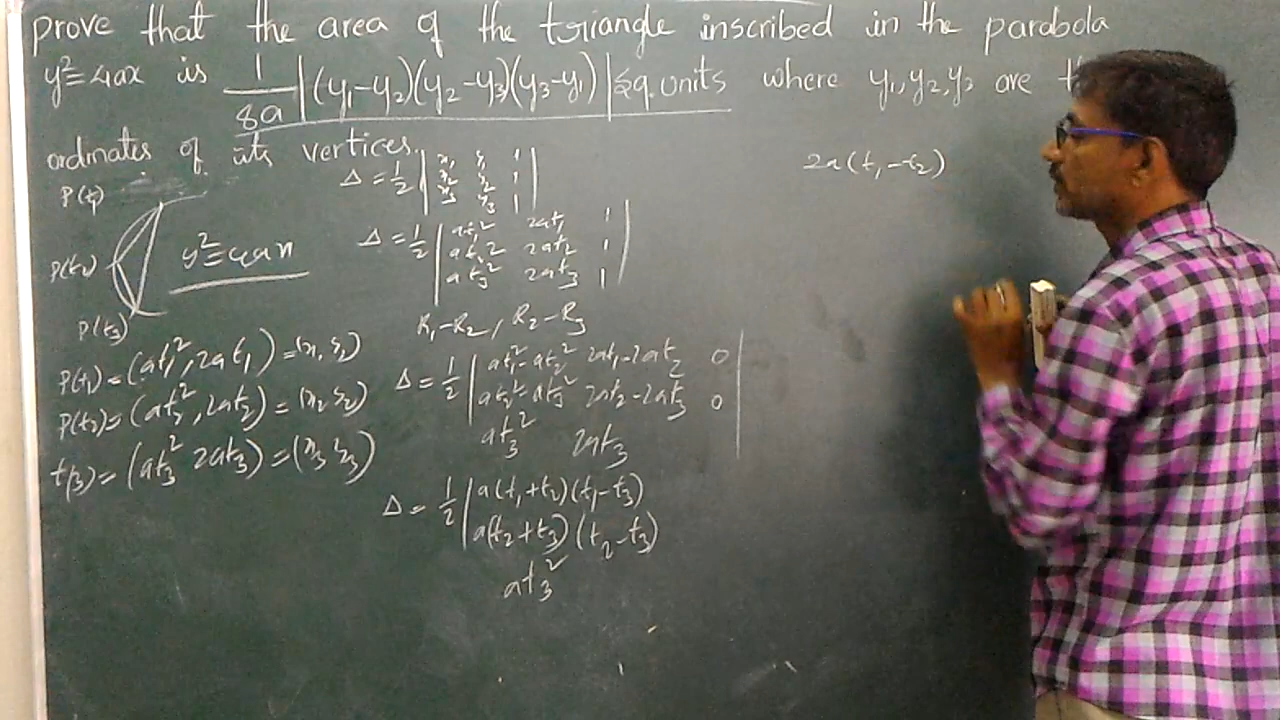 prove that the area of the triangle inscribed in the parabola
y² = 4ax is 1/8a |(y₁-y₂)(y₂-y₃)(y₃-y₁)| sq.units where y₁,y₂,y₃ are
ordinates of its vertices.
Δ = 1/2 | x₁ y₁ 1 |
| x₂ y₂ 1 |
| x₃ y₃ 1 |
2a(t₁-t₂)
P(t₁)
P(t₂)
P(t₃)
y² = 4ax
Δ = 1/2 | at₁² 2at₁ 1 |
| at₂² 2at₂ 1 |
| at₃² 2at₃ 1 |
R₁-R₂, R₂-R₃
P(t₁) = (at₁², 2at₁) =
P(t₂) = (at₂², 2at₂) = (x₂ y₂)
t(3) = (at₃² 2at₃) = (x₃ y₃)
Δ = 1/2 | at₁²-at₂² 2at₁-2at₂ 0 |
| at₂²-at₃² 2at₂-2at₃ 0 |
at₃² 2at₃
Δ = 1/2 | a(t₁+t₂)(t₁-t₃)
| a(t₂+t₃)(t₂-t₃)
at₃²